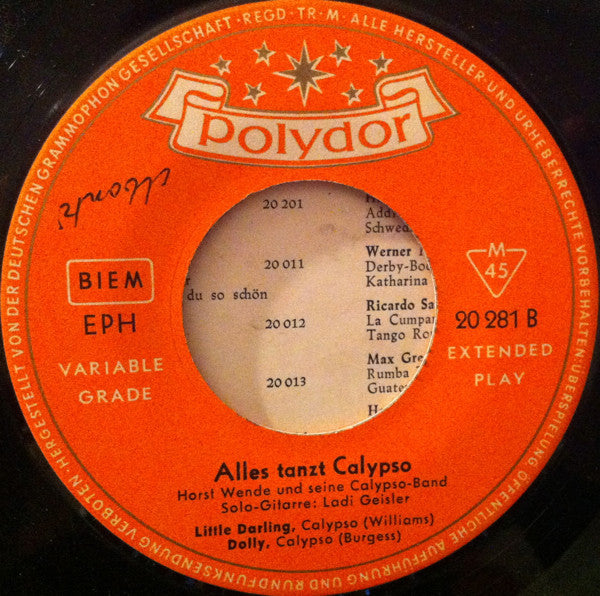 HERGESTELLT VON DER DEUTSCHEN GRAMMOPHON GESELLSCHAFT · REGD · TR · M · ALLE HERSTELLER- UND URHEBERRECHTE VORBEHALTEN · ÜBERSPIELUNG, ÖFFENTLICHE AUFFÜHRUNG UND RUNDFUNKSENDUNG VERBOTEN ·
Polydor
BIEM
EPH
VARIABLE
GRADE
M
45
20 281 B
EXTENDED
PLAY
20 201
Schwed
20 011
Werner
Derby-Bou
Katharina
du so schön
20 012
Ricardo Sa
La Cumpar
Tango Ro
20 013
Max Gre
Rumba
Guate
Alles tanzt Calypso
Horst Wende und seine Calypso-Band
Solo-Gitarre: Ladi Geisler
Little Darling, Calypso (Williams)
Dolly, Calypso (Burgess)